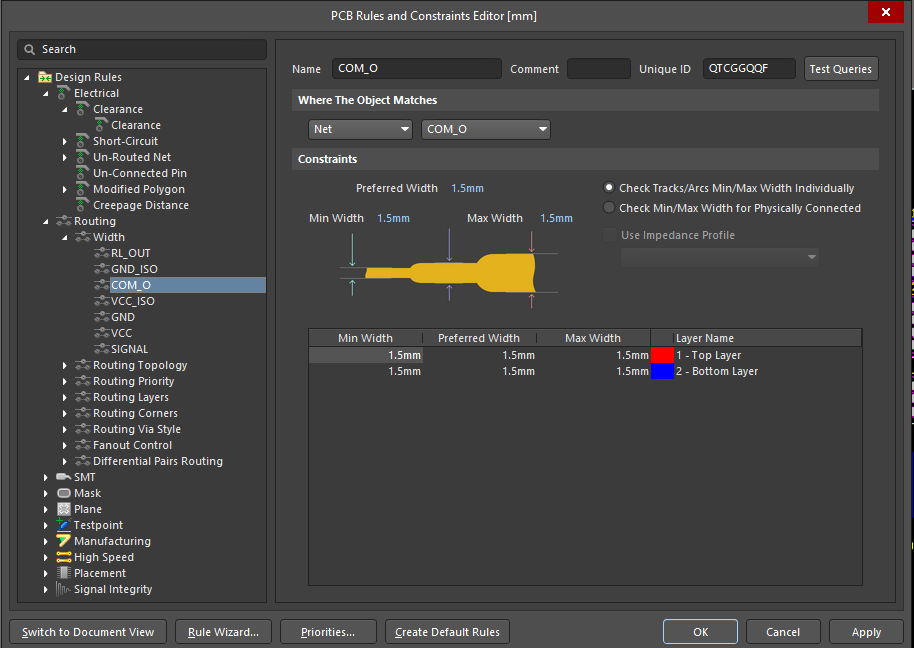 PCB Rules and Constraints Editor [mm]
Search
Design Rules
Electrical
Clearance
Clearance
Short-Circuit
Un-Routed Net
Un-Connected Pin
Modified Polygon
Creepage Distance
Routing
Width
RL_OUT
GND_ISO
COM_O
VCC_ISO
GND
VCC
SIGNAL
Routing Topology
Routing Priority
Routing Layers
Routing Corners
Routing Via Style
Fanout Control
Differential Pairs Routing
SMT
Mask
Plane
Testpoint
Manufacturing
High Speed
Placement
Signal Integrity
Name COM_O Comment Unique ID QTCGGQQF Test Queries
Where The Object Matches
Net COM_O
Constraints
Preferred Width 1.5mm
Min Width 1.5mm Max Width 1.5mm
Check Tracks/Arcs Min/Max Width Individually
Check Min/Max Width for Physically Connected
Use Impedance Profile
Min Width Preferred Width Max Width Layer Name
1.5mm 1.5mm 1.5mm 1 - Top Layer
1.5mm 1.5mm 1.5mm 2 - Bottom Layer
Switch to Document View Rule Wizard... Priorities... Create Default Rules OK Cancel Apply